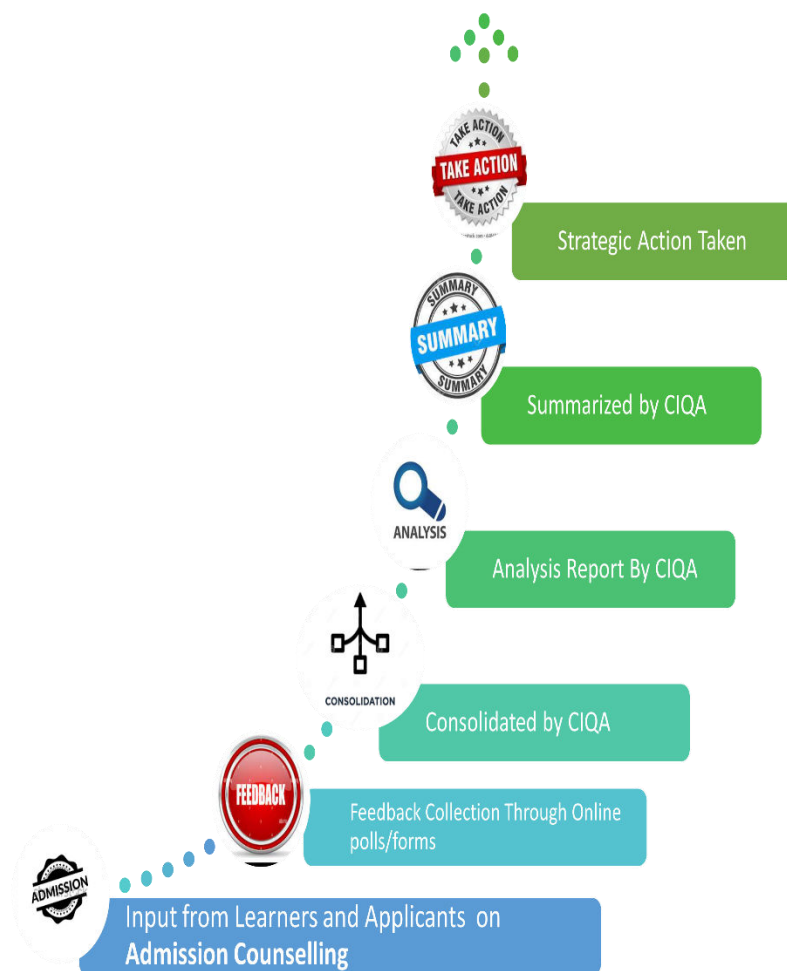 TAKE ACTION
TAKE ACTION
TAKE ACTION
Strategic Action Taken
SUMMARY
SUMMARY
SUMMARY
Summarized by CIQA
ANALYSIS
Analysis Report By CIQA
CONSOLIDATION
Consolidated by CIQA
FEEDBACK
Feedback Collection Through Online
polls/forms
ADMISSION
Input from Learners and Applicants on
Admission Counselling